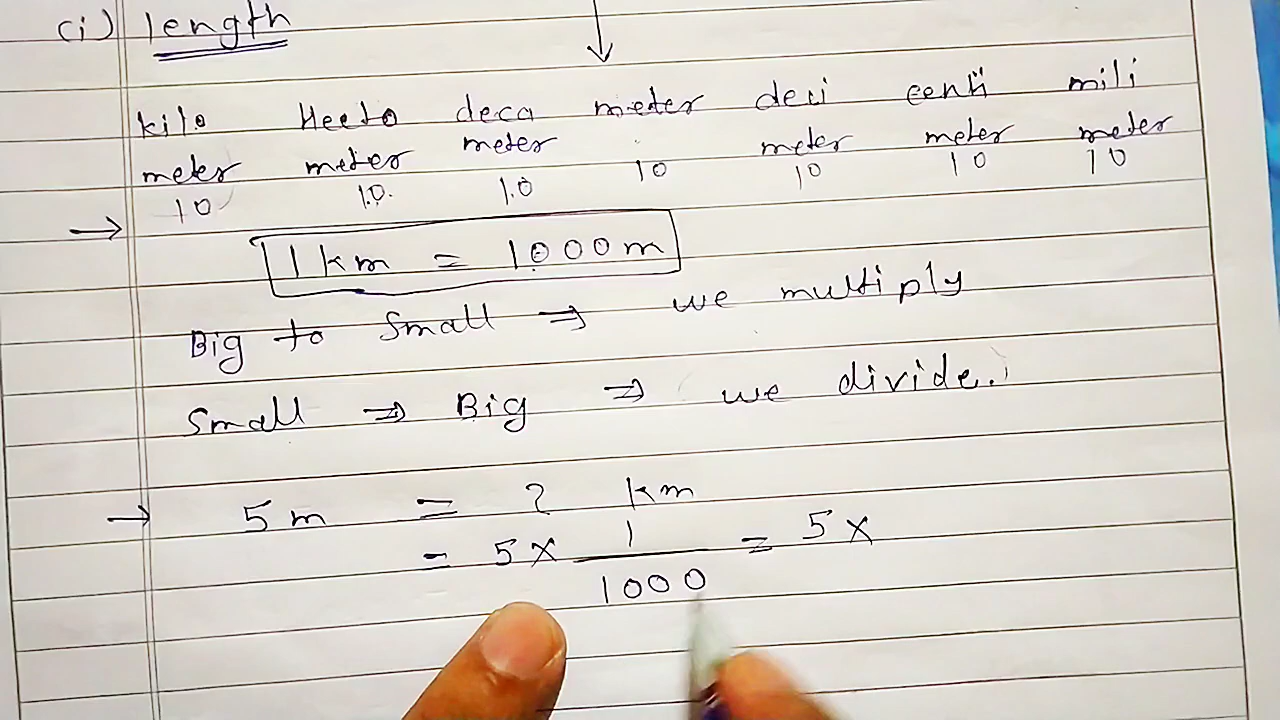 (i) length
kilo Hecto deca meter deci centi mili
meter meter meter meter meter meter
10 10 10 10 10 10 10
→ 1 km = 1000 m
Big to small ⇒ we multiply
Small ⇒ Big ⇒ we divide.
→ 5 m = ? km
= 5 × 1/1000 = 5 ×